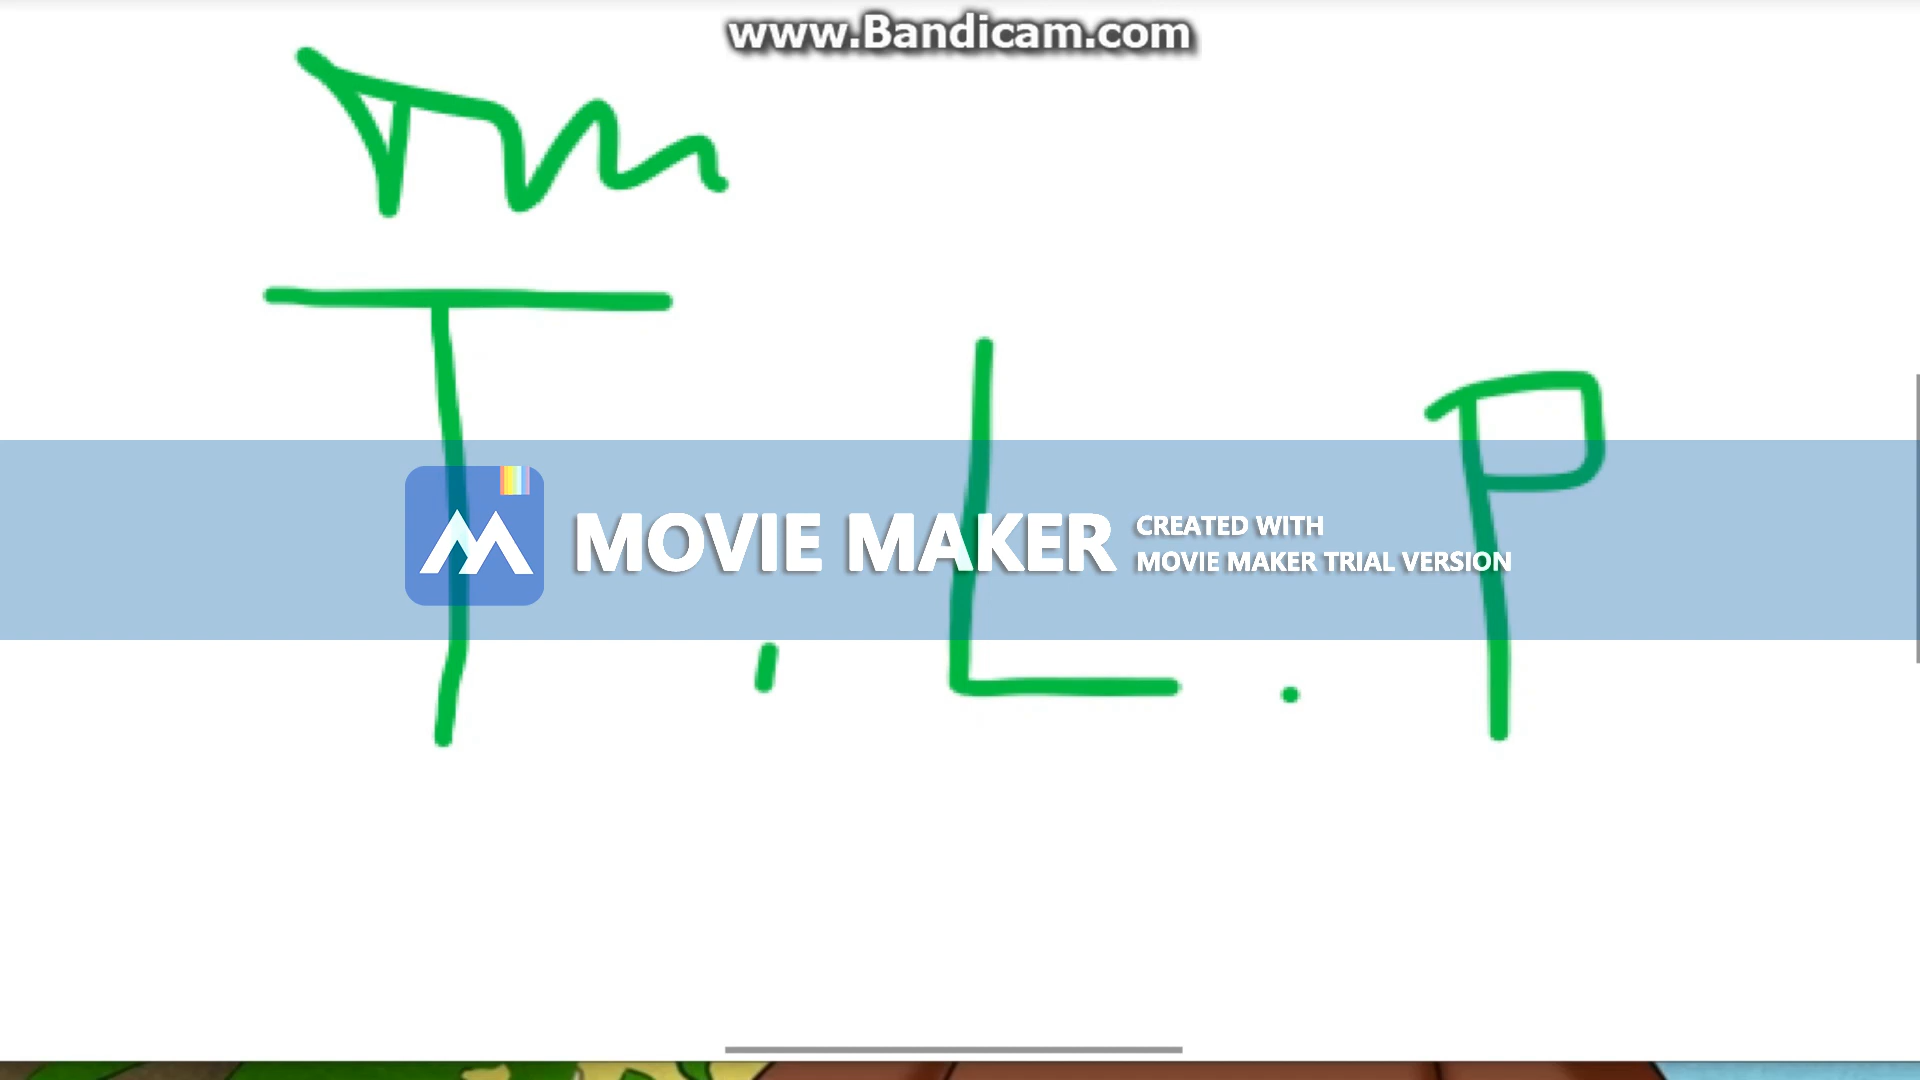 www.Bandicam.com
Tm
T.L.P
MOVIE MAKER
CREATED WITH
MOVIE MAKER TRIAL VERSION